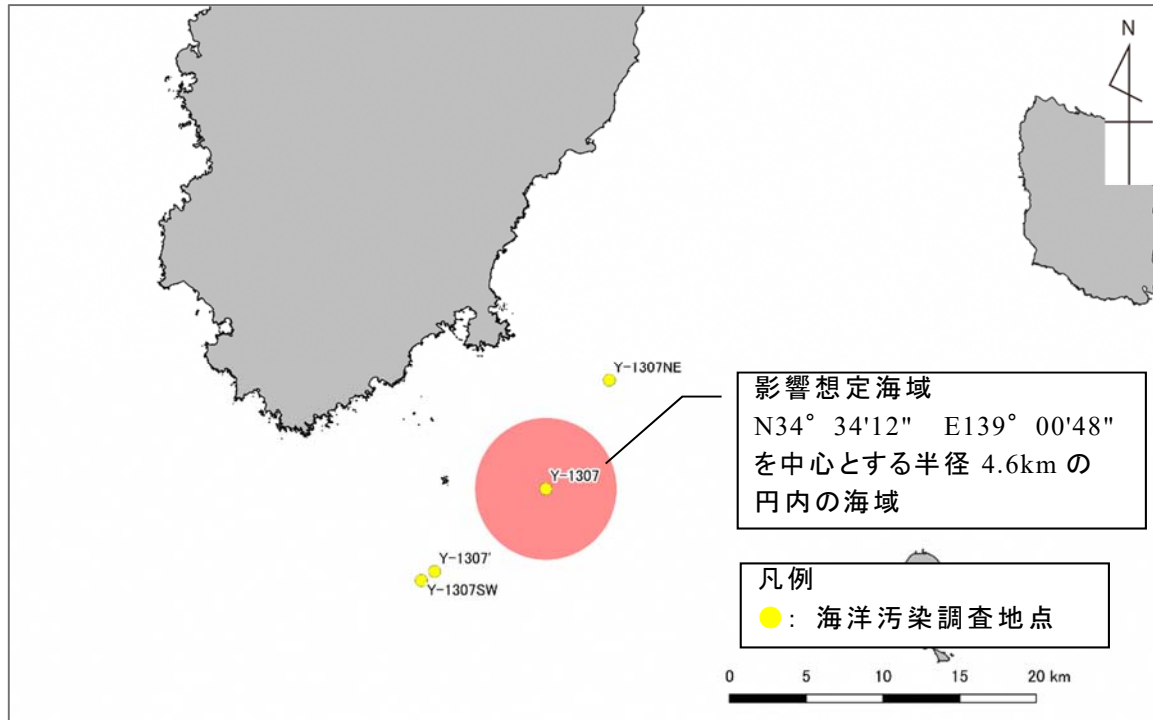 N
Y-1307NE
影響想定海域
N34° 34'12" E139° 00'48"
を中心とする半径 4.6km の
円内の海域
Y-1307
Y-1307'
Y-1307SW
凡例
: 海洋汚染調査地点
0 5 10 15 20 km